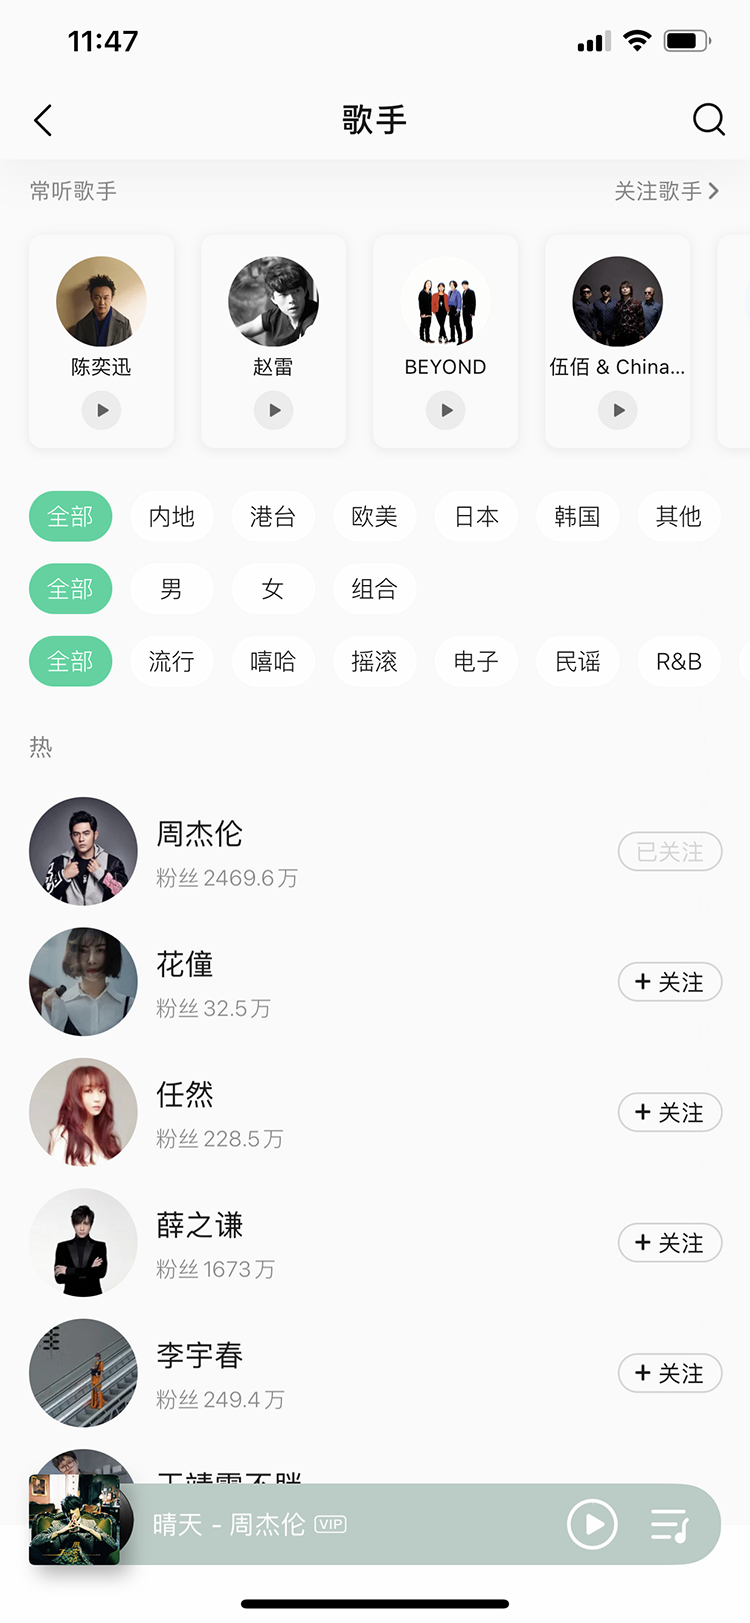 11:47
歌手
常听歌手 关注歌手
陈奕迅 赵雷 BEYOND 伍佰 & China...
全部 内地 港台 欧美 日本 韩国 其他
全部 男 女 组合
全部 流行 嘻哈 摇滚 电子 民谣 R&B
热
周杰伦
粉丝 2469.6万
已关注
花僮
粉丝 32.5万
+ 关注
任然
粉丝 228.5万
+ 关注
薛之谦
粉丝 1673万
+ 关注
李宇春
粉丝 249.4万
+ 关注
王靖雯不胖
晴天 - 周杰伦 VIP